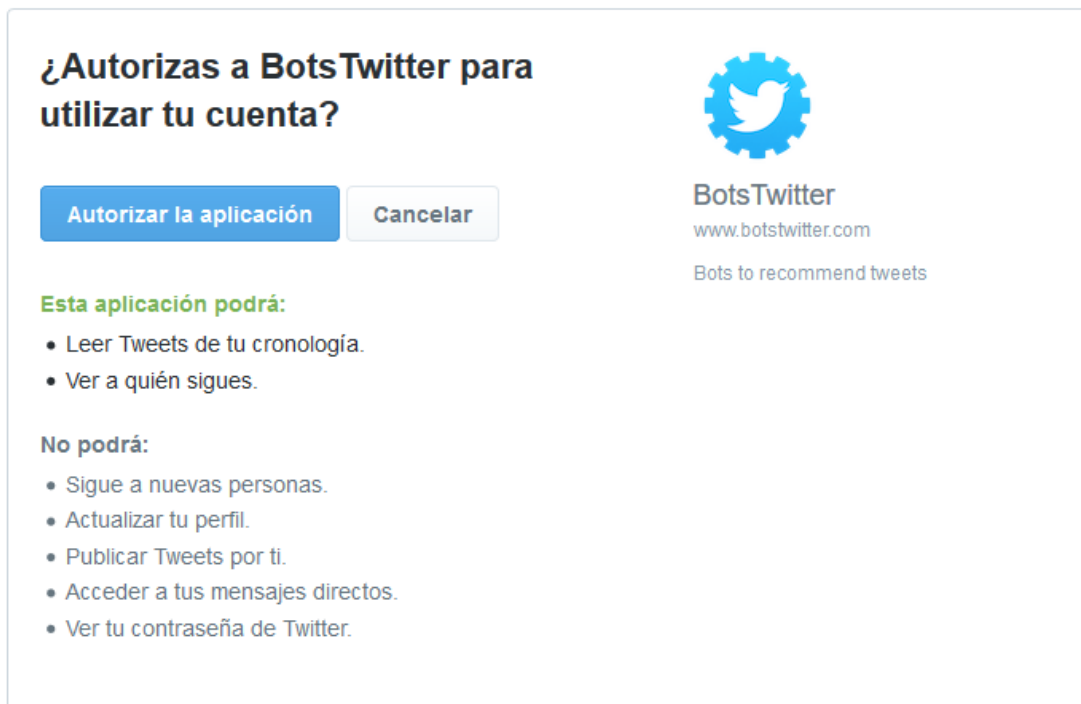 ¿Autorizas a BotsTwitter para
utilizar tu cuenta?
Autorizar la aplicación
Cancelar
Esta aplicación podrá:
• Leer Tweets de tu cronología.
• Ver a quién sigues.
No podrá:
• Sigue a nuevas personas.
• Actualizar tu perfil.
• Publicar Tweets por ti.
• Acceder a tus mensajes directos.
• Ver tu contraseña de Twitter.
BotsTwitter
www.botstwitter.com
Bots to recommend tweets